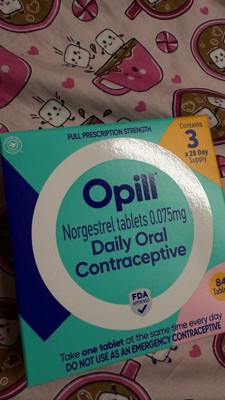 FULL PRESCRIPTION STRENGTH
Contains
3
x 28 Day
Supply
Opill
Norgestrel tablets 0.075mg
Daily Oral
Contraceptive
FDA
APPROVED
84
Take one tablet at the same time every day
DO NOT USE AS AN EMERGENCY CONTRACEPTIVE